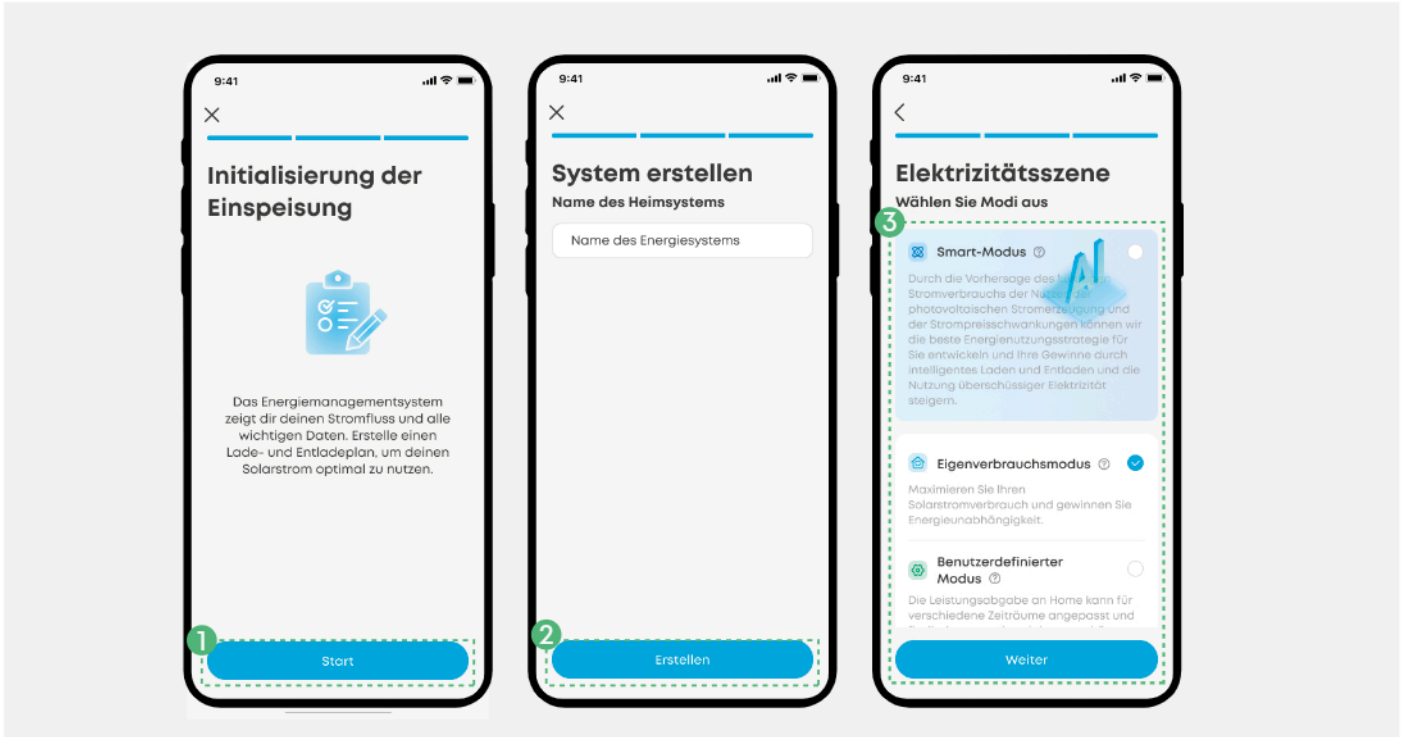 9:41
Initialisierung der
Einspeisung
Das Energiemanagementsystem
zeigt dir deinen Stromfluss und alle
wichtigen Daten. Erstelle einen
Lade- und Entladeplan, um deinen
Solarstrom optimal zu nutzen.
1
Start
9:41
System erstellen
Name des Heimsystems
Name des Energiesystems
2
Erstellen
9:41
Elektrizitätsszene
Wählen Sie Modi aus
3
Smart-Modus ?
AI
Durch die Vorhersage des
Stromverbrauchs der Nutzer, der
photovoltaischen Stromerzeugung und
der Strompreisschwankungen können wir
die beste Energienutzungsstrategie für
Sie entwickeln und Ihre Gewinne durch
intelligentes Laden und Entladen und die
Nutzung überschüssiger Elektrizität
steigern.
Eigenverbrauchsmodus ?
Maximieren Sie Ihren
Solarstromverbrauch und gewinnen Sie
Energieunabhängigkeit.
Benutzerdefinierter
Modus ?
Die Leistungsabgabe an Home kann für
verschiedene Zeiträume angepasst und
Weiter